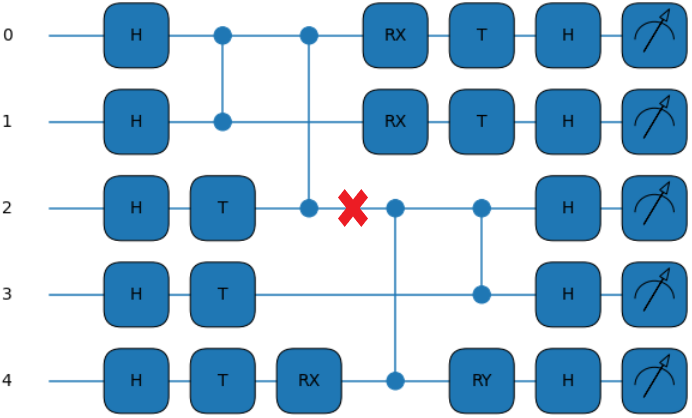 0 H RX T H
1 H RX T H
2 H T H
3 H T H
4 H T RX RY H